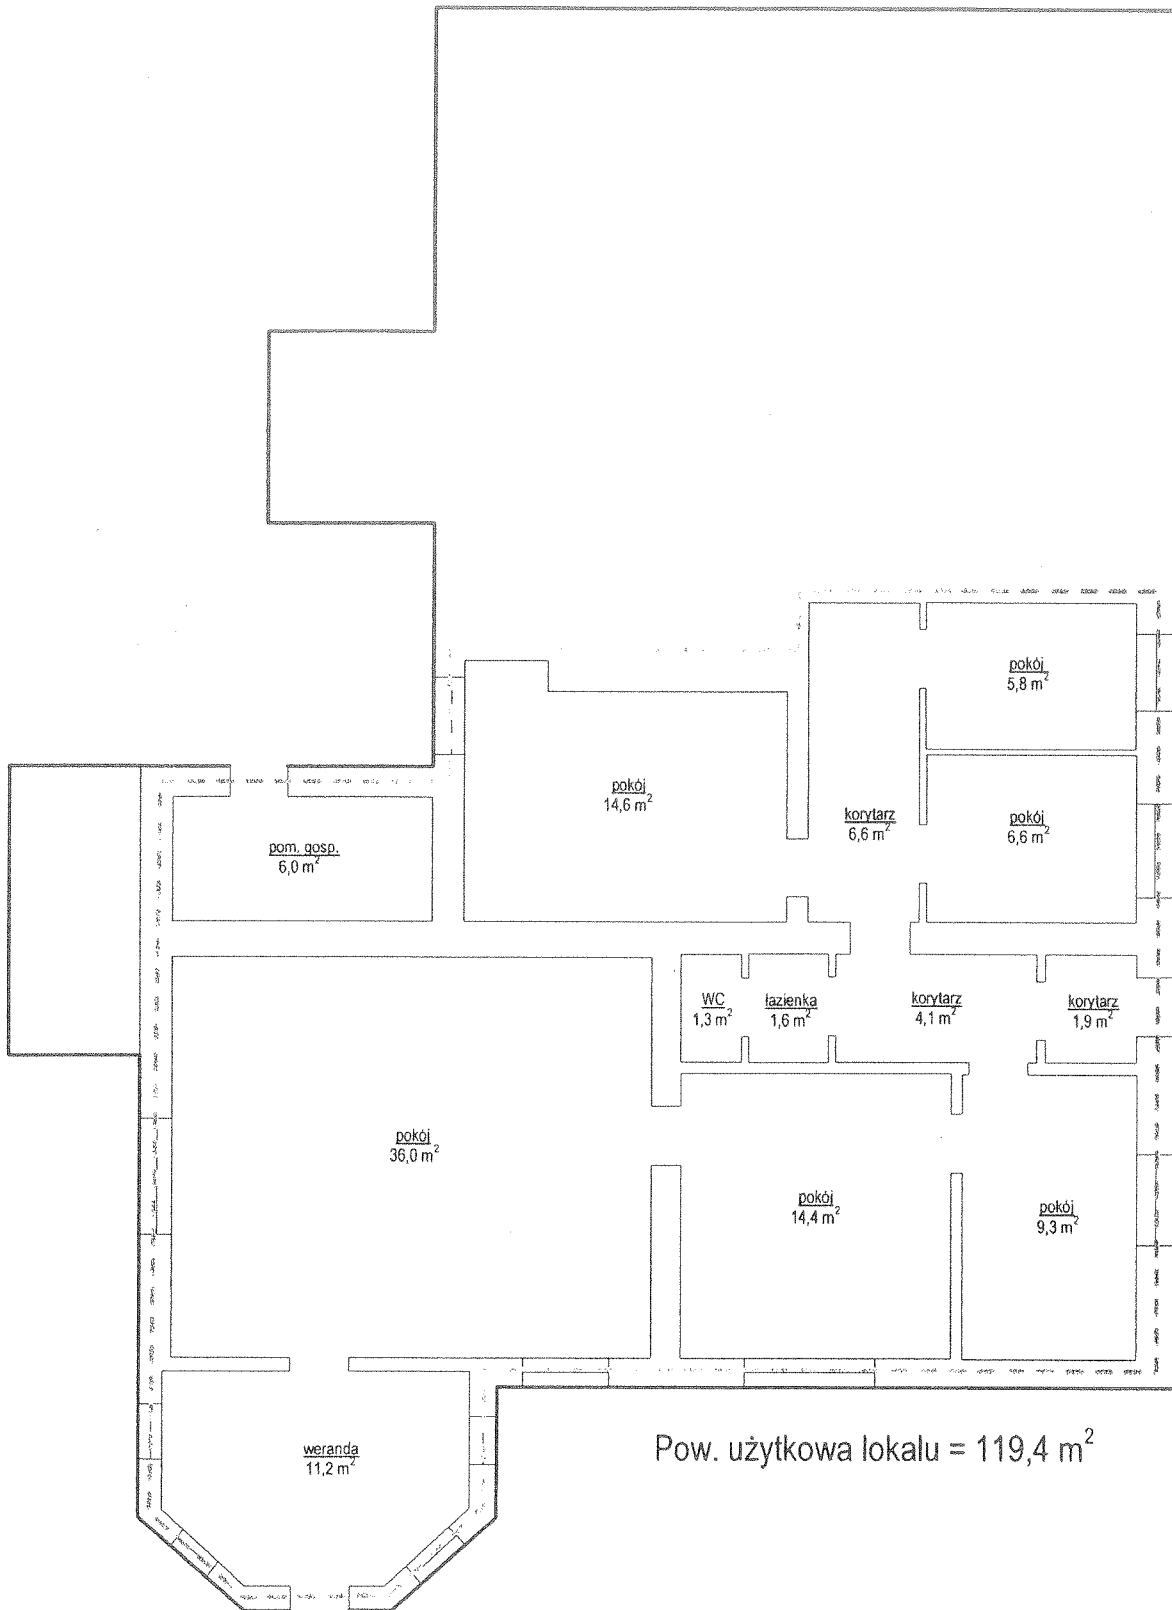 pokój
5,8 m²
pokój
14,6 m²
korytarz
6,6 m²
pokój
6,6 m²
pom. gosp.
6,0 m²
WC
1,3 m²
łazienka
1,6 m²
korytarz
4,1 m²
korytarz
1,9 m²
pokój
36,0 m²
pokój
14,4 m²
pokój
9,3 m²
weranda
11,2 m²
Pow. użytkowa lokalu = 119,4 m²